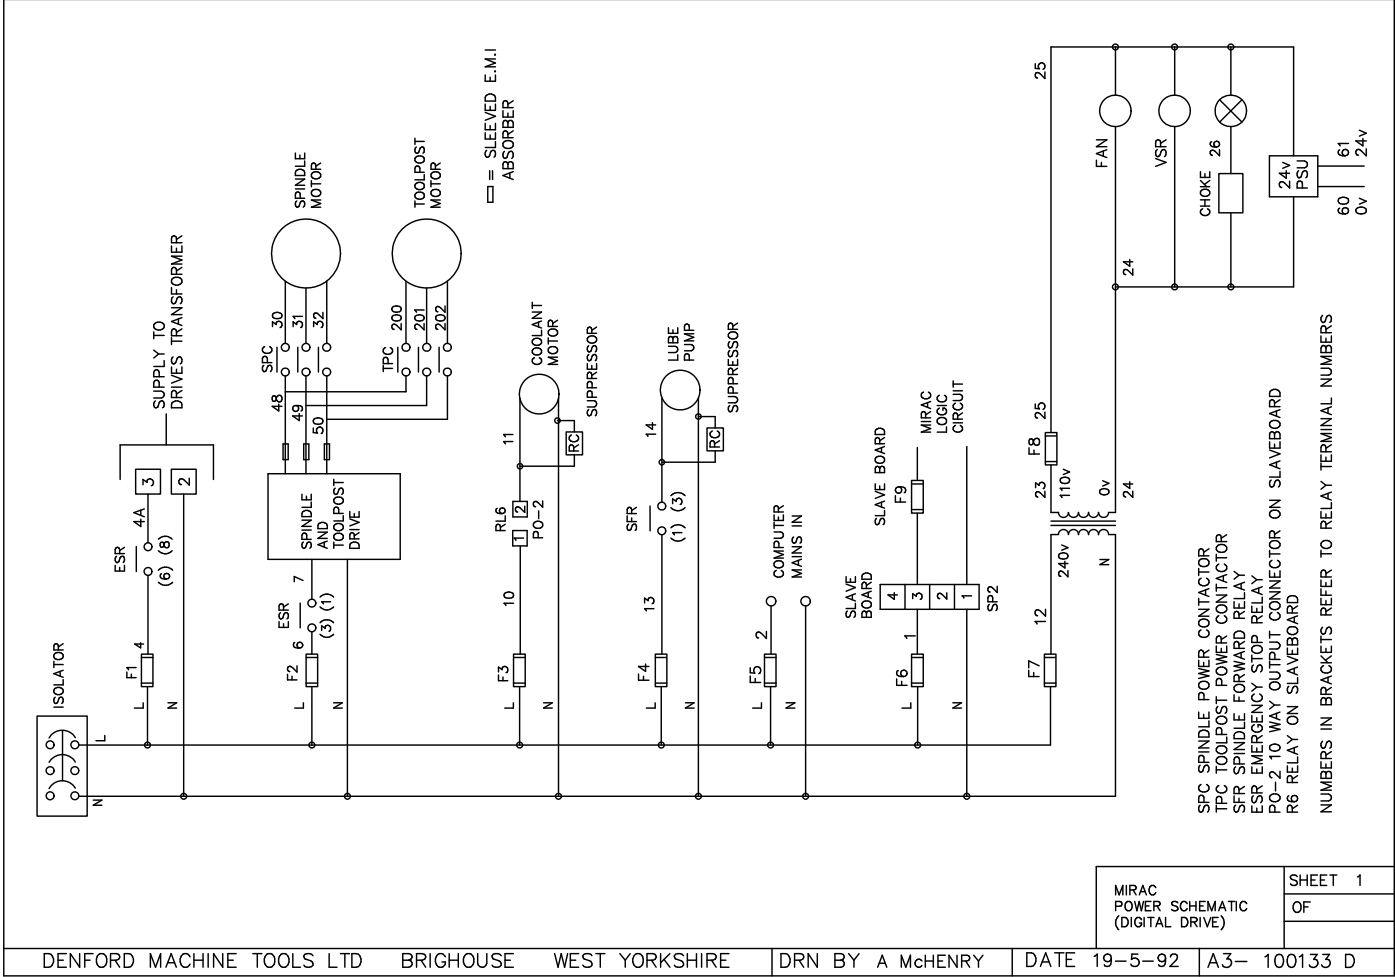 ISOLATOR
L
N
L
N
F1
4
ESR
(6) (8)
4A
3
2
SUPPLY TO
DRIVES TRANSFORMER
L
N
F2
6
ESR
(3) (1)
7
SPINDLE
AND
TOOLPOST
DRIVE
48
49
50
SPC
30
31
32
SPINDLE
MOTOR
TPC
200
201
202
TOOLPOST
MOTOR
= SLEEVED E.M.I
ABSORBER
L
N
F3
10
RL6
1
2
PO-2
11
RC
SUPPRESSOR
COOLANT
MOTOR
L
N
F4
13
SFR
(1) (3)
14
RC
SUPPRESSOR
LUBE
PUMP
L
N
F5
2
COMPUTER
MAINS IN
L
N
F6
1
SLAVE
BOARD
4
3
2
1
SP2
SLAVE BOARD
F9
MIRAC
LOGIC
CIRCUIT
F7
12
240v
N
110v
0v
23
24
F8
25
25
24
FAN
VSR
26
CHOKE
24v
PSU
60
0v
61
24v
SPC SPINDLE POWER CONTACTOR
TPC TOOLPOST POWER CONTACTOR
SFR SPINDLE FORWARD RELAY
ESR EMERGENCY STOP RELAY
PO-2 10 WAY OUTPUT CONNECTOR ON SLAVEBOARD
R6 RELAY ON SLAVEBOARD
NUMBERS IN BRACKETS REFER TO RELAY TERMINAL NUMBERS
MIRAC
POWER SCHEMATIC
(DIGITAL DRIVE)
SHEET 1
OF
DENFORD MACHINE TOOLS LTD BRIGHOUSE WEST YORKSHIRE
DRN BY A McHENRY
DATE 19-5-92
A3- 100133 D